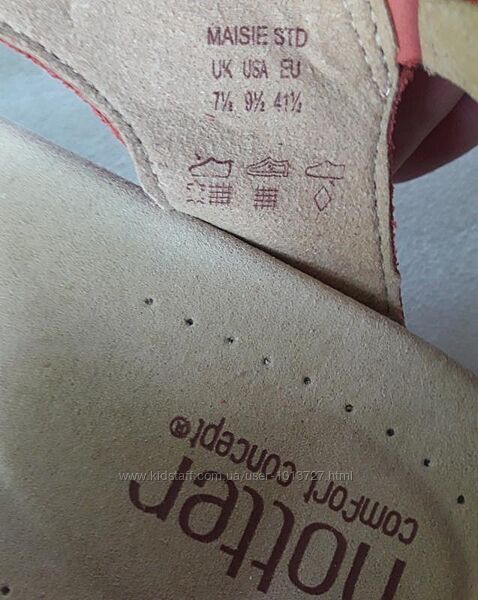 MAISIE STD
UK USA EU
7½ 9½ 41½
hotter
comfort concept®
www.kidstaff.com.ua/user-1013727.html